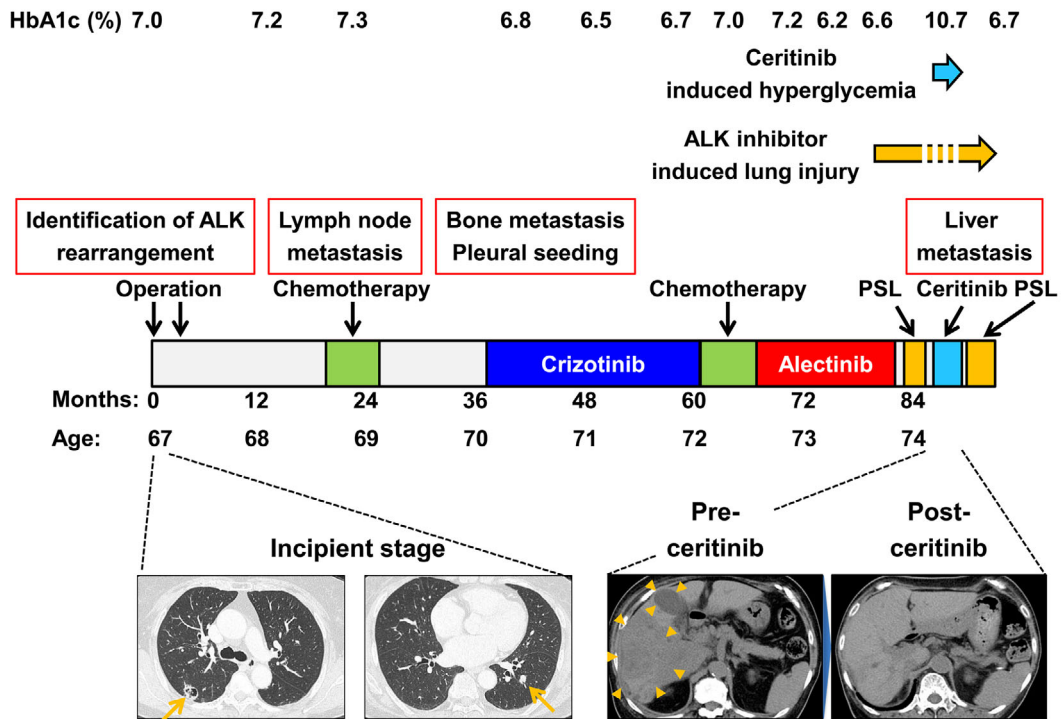 HbA1c (%) 7.0 7.2 7.3 6.8 6.5 6.7 7.0 7.2 6.2 6.6 10.7 6.7
Ceritinib
induced hyperglycemia
ALK inhibitor
induced lung injury
Identification of ALK
rearrangement
Lymph node
metastasis
Bone metastasis
Pleural seeding
Liver
metastasis
Operation Chemotherapy Chemotherapy PSL Ceritinib PSL
Crizotinib Alectinib
Months: 0 12 24 36 48 60 72 84
Age: 67 68 69 70 71 72 73 74
Incipient stage
Pre-
ceritinib
Post-
ceritinib